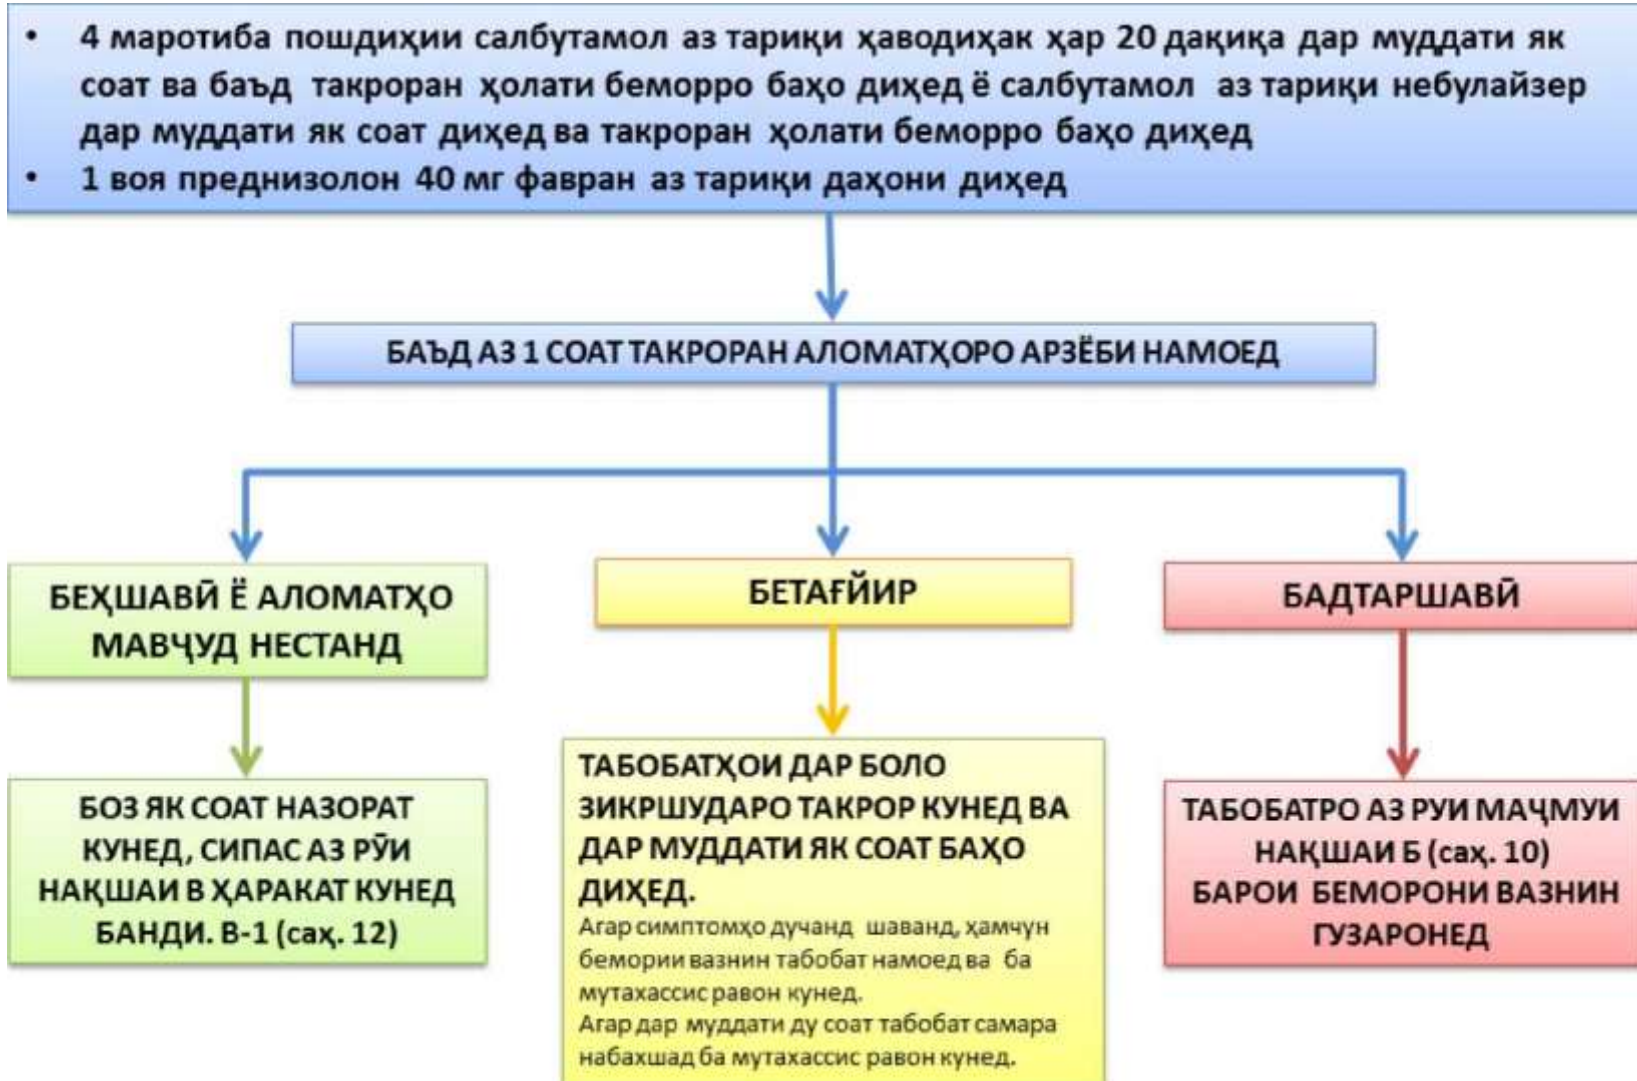 • 4 маротиба пошдиҳии салбутамол аз тариқи ҳаводиҳак ҳар 20 дақиқа дар муддати як
соат ва баъд такроран ҳолати беморро баҳо диҳед ё салбутамол аз тариқи небулайзер
дар муддати як соат диҳед ва такроран ҳолати беморро баҳо диҳед
• 1 воя преднизолон 40 мг фавран аз тариқи даҳони диҳед
БАЪД АЗ 1 СОАТ ТАКРОРАН АЛОМАТҲОРО АРЗЁБИ НАМОЕД
БЕҲШАВӢ Ё АЛОМАТҲО
МАВҶУД НЕСТАНД
БЕТАҒЙИР
БАДТАРШАВӢ
БОЗ ЯК СОАТ НАЗОРАТ
КУНЕД, СИПАС АЗ РӮИ
НАҚШАИ В ҲАРАКАТ КУНЕД
БАНДИ. В-1 (саҳ. 12)
ТАБОБАТҲОИ ДАР БОЛО
ЗИКРШУДАРО ТАКРОР КУНЕД ВА
ДАР МУДДАТИ ЯК СОАТ БАҲО
ДИҲЕД.
Агар симптомҳо дучанд шаванд, ҳамчун
бемории вазнин табобат намоед ва ба
мутахассис равон кунед.
Агар дар муддати ду соат табобат самара
набахшад ба мутахассис равон кунед.
ТАБОБАТРО АЗ РУИ МАҶМУИ
НАҚШАИ Б (саҳ. 10)
БАРОИ БЕМОРОНИ ВАЗНИН
ГУЗАРОНЕД